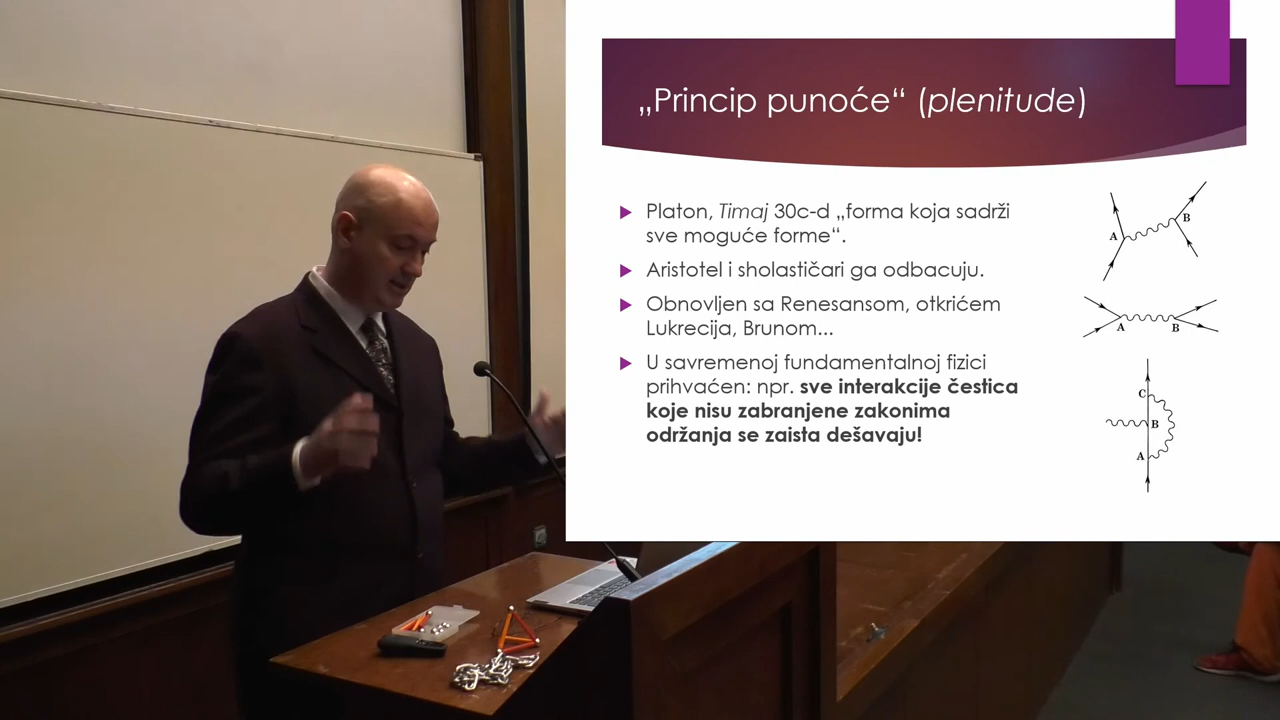 „Princip punoće“ (plenitude)
Platon, Timaj 30c-d „forma koja sadrži
sve moguće forme“.
Aristotel i sholastičari ga odbacuju.
Obnovljen sa Renesansom, otkrićem
Lukrecija, Brunom...
U savremenoj fundamentalnoj fizici
prihvaćen: npr. sve interakcije čestica
koje nisu zabranjene zakonima
održanja se zaista dešavaju!
A B
A B
C
B
A